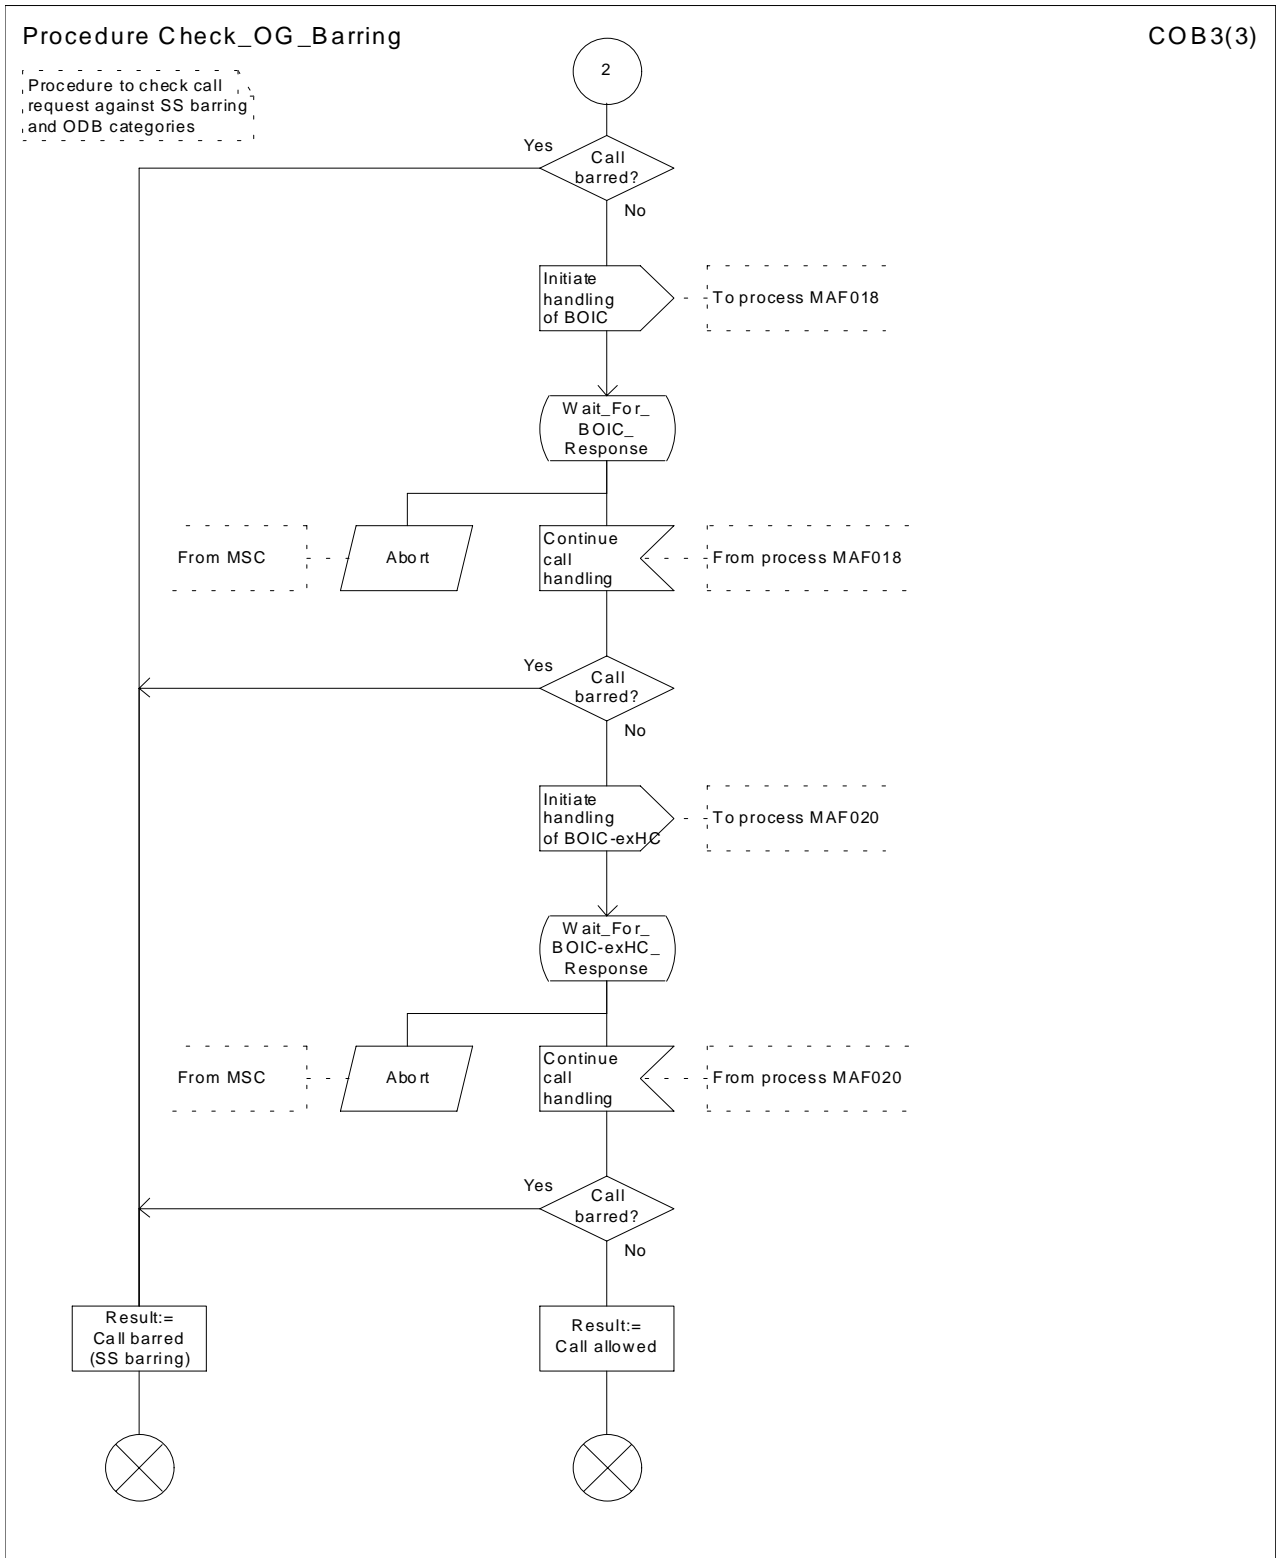 Procedure Check_OG_Barring
COB3(3)
Procedure to check call
request against SS barring
and ODB categories
2
Yes
Call
barred?
No
Initiate
handling
of BOIC
To process MAF018
Wait_For_
BOIC_
Response
From MSC
Abort
Continue
call
handling
From process MAF018
Yes
Call
barred?
No
Initiate
handling
of BOIC-exHC
To process MAF020
Wait_For_
BOIC-exHC_
Response
From MSC
Abort
Continue
call
handling
From process MAF020
Yes
Call
barred?
No
Result:=
Call barred
(SS barring)
Result:=
Call allowed